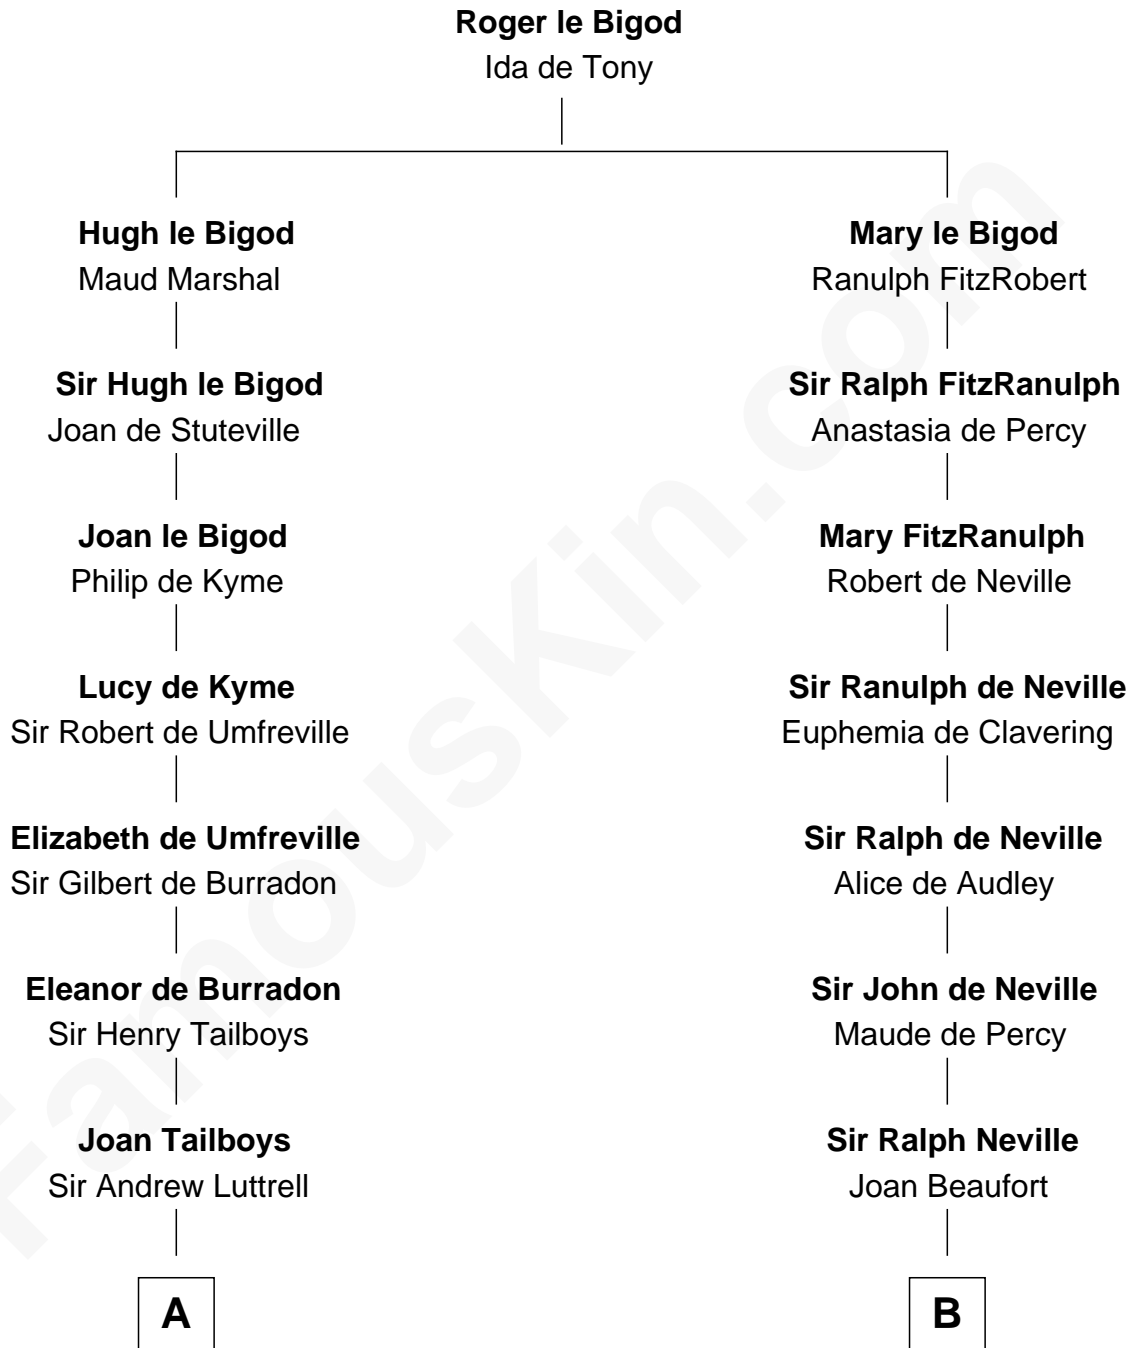 Roger le Bigod
Ida de Tony
Hugh le Bigod
Maud Marshal
Mary le Bigod
Ranulph FitzRobert
Sir Hugh le Bigod
Joan de Stuteville
Sir Ralph FitzRanulph
Anastasia de Percy
Joan le Bigod
Philip de Kyme
Mary FitzRanulph
Robert de Neville
Lucy de Kyme
Sir Robert de Umfreville
Sir Ranulph de Neville
Euphemia de Clavering
Elizabeth de Umfreville
Sir Gilbert de Burradon
Sir Ralph de Neville
Alice de Audley
Eleanor de Burradon
Sir Henry Tailboys
Sir John de Neville
Maude de Percy
Joan Tailboys
Sir Andrew Luttrell
Sir Ralph Neville
Joan Beaufort
A
B
FamousKin.com